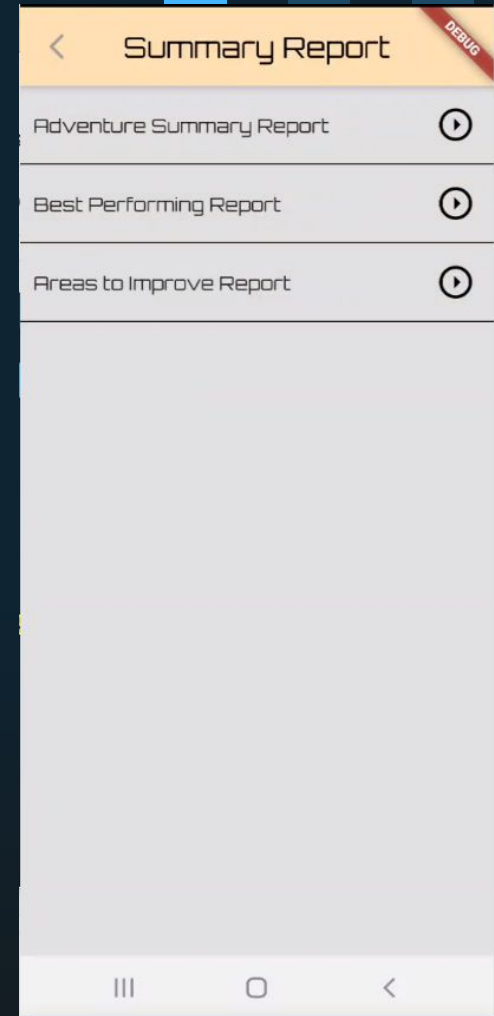 Summary Report
DEBUG
Adventure Summary Report
Best Performing Report
Areas to Improve Report